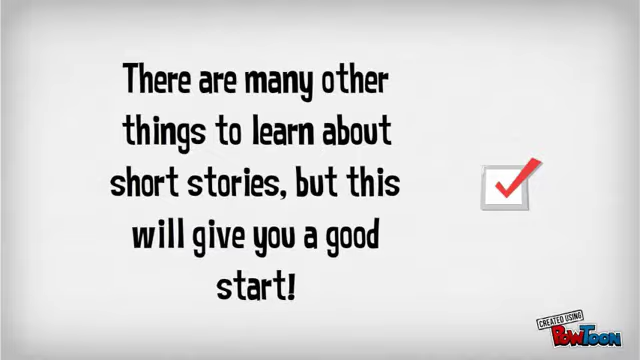 There are many other
things to learn about
short stories, but this
will give you a good
start!
CREATED USING
POWTOON